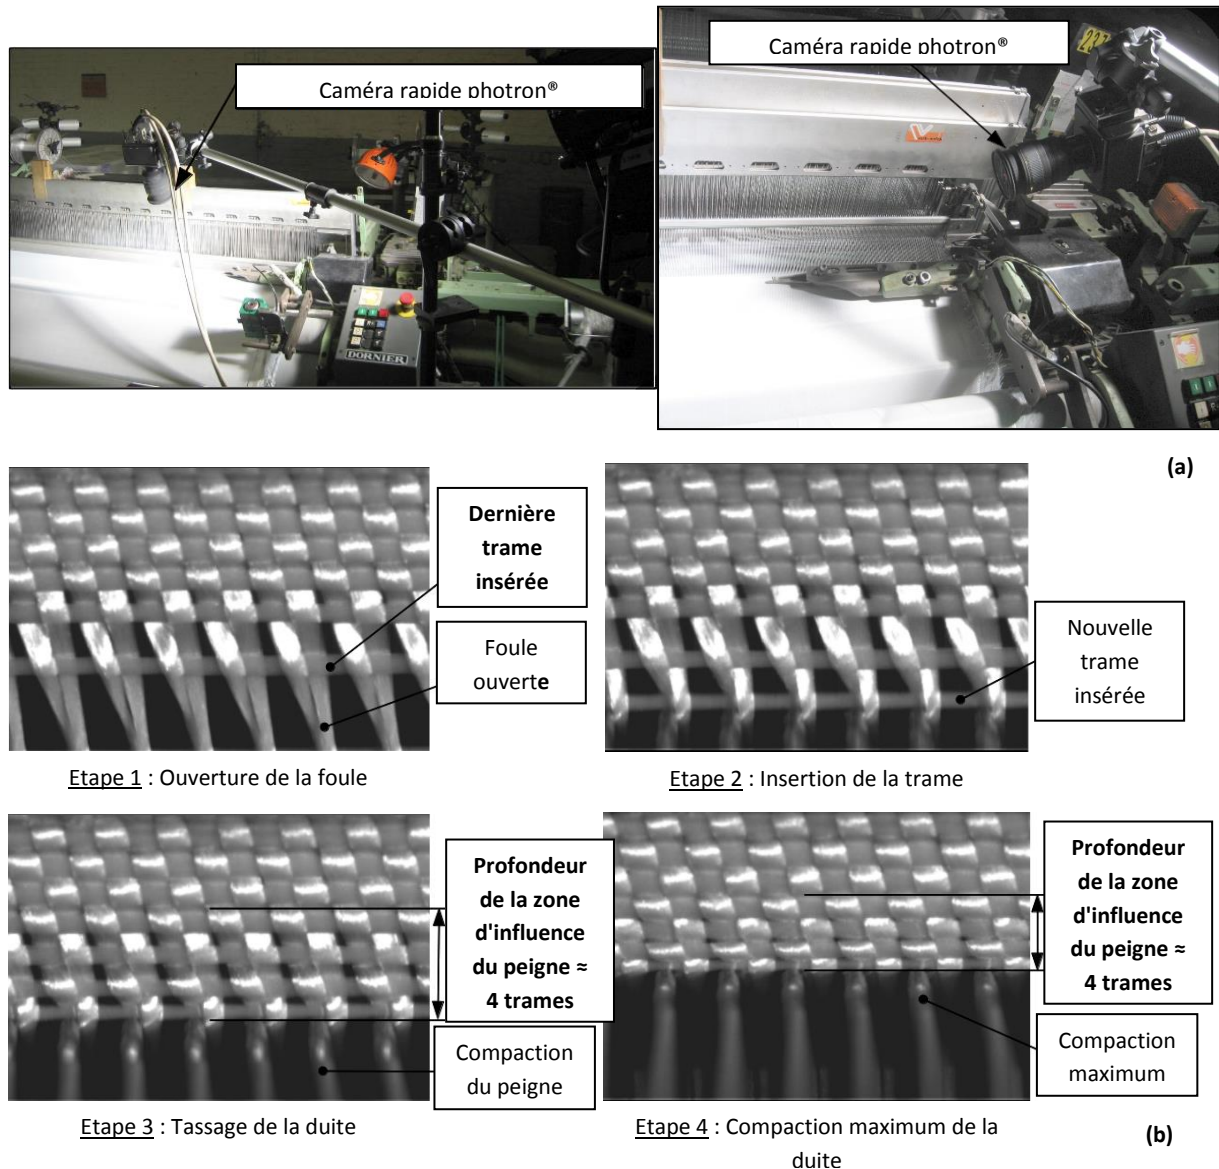 Caméra rapide photron®
Caméra rapide photron®
DORNIER
(a)
Dernière
trame
insérée
Foule
ouverte
Nouvelle
trame
insérée
Etape 1 : Ouverture de la foule
Etape 2 : Insertion de la trame
Profondeur
de la zone
d'influence
du peigne ≈
4 trames
Compaction
du peigne
Profondeur
de la zone
d'influence
du peigne ≈
4 trames
Compaction
maximum
Etape 3 : Tassage de la duite
Etape 4 : Compaction maximum de la
duite
(b)